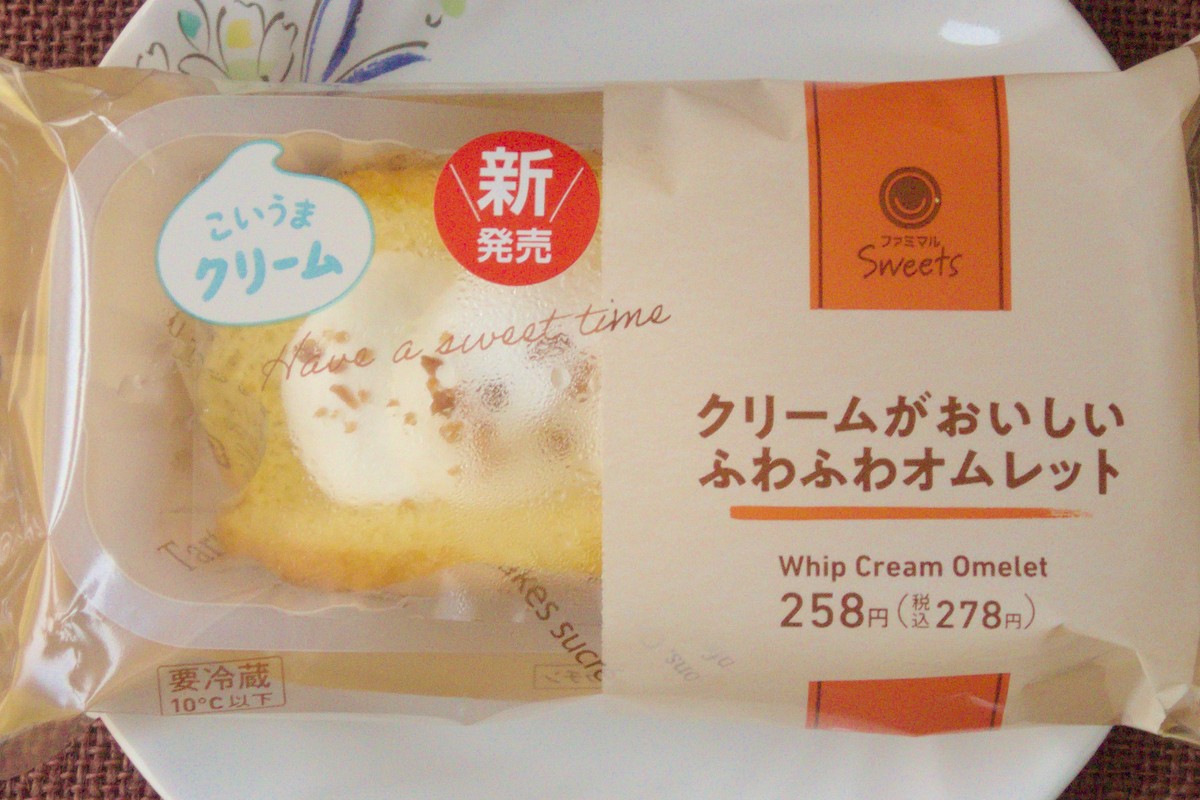 こいうま
クリーム
新
発売
Have a sweet time
ファミマル
Sweets
クリームがおいしい
ふわふわオムレット
Whip Cream Omelet
258円(税込278円)
要冷蔵
10°C以下